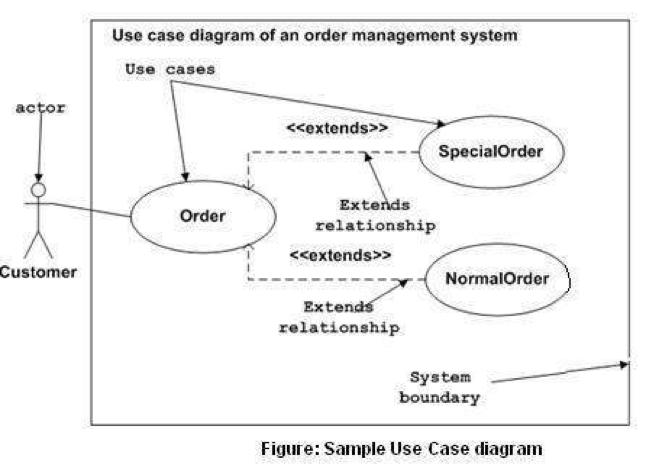 Use case diagram of an order management system
Use cases
actor
<<extends>>
SpecialOrder
Extends
relationship
Order
<<extends>>
Customer
NormalOrder
Extends
relationship
System
boundary
Figure: Sample Use Case diagram